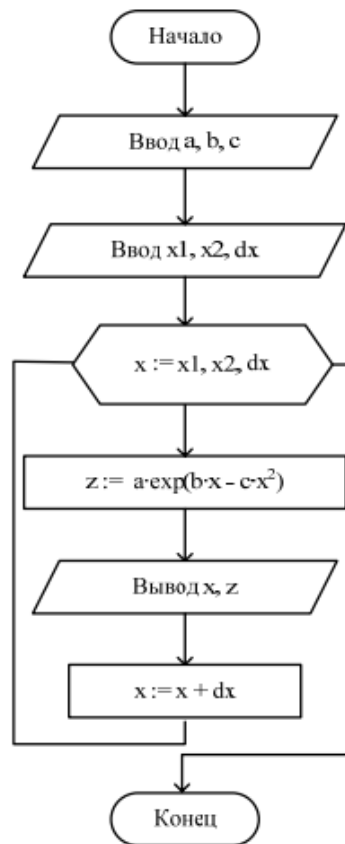 Начало
Ввод a, b, c
Ввод x1, x2, dx
x := x1, x2, dx
z := a·exp(b·x – c·x²)
Вывод x, z
x := x + dx
Конец